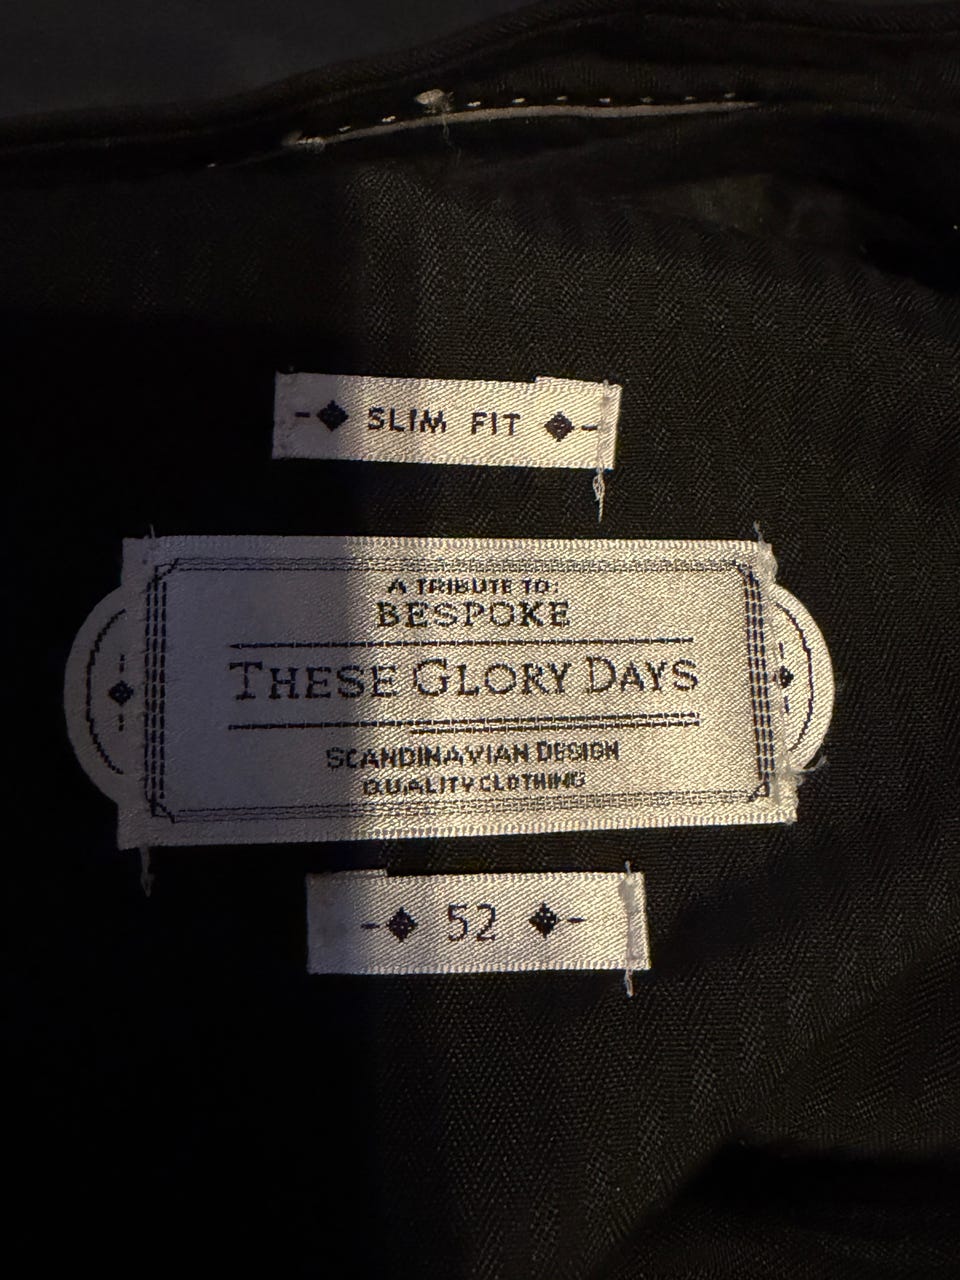 SLIM FIT
A TRIBUTE TO:
BESPOKE
THESE GLORY DAYS
SCANDINAVIAN DESIGN
QUALITY CLOTHING
52